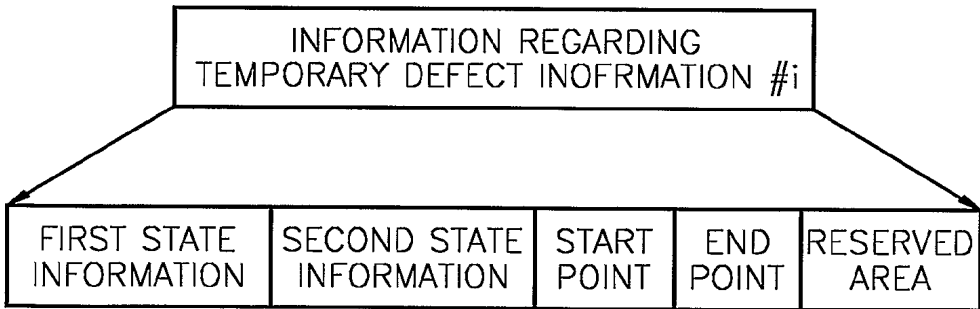 INFORMATION REGARDING
TEMPORARY DEFECT INOFRMATION #i
FIRST STATE
INFORMATION
SECOND STATE
INFORMATION
START
POINT
END
POINT
RESERVED
AREA